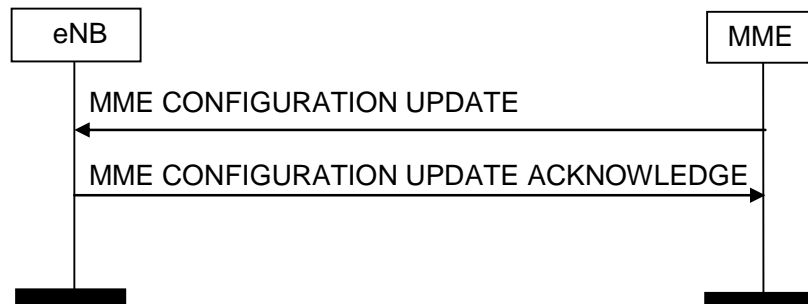 eNB
MME
MME CONFIGURATION UPDATE
MME CONFIGURATION UPDATE ACKNOWLEDGE